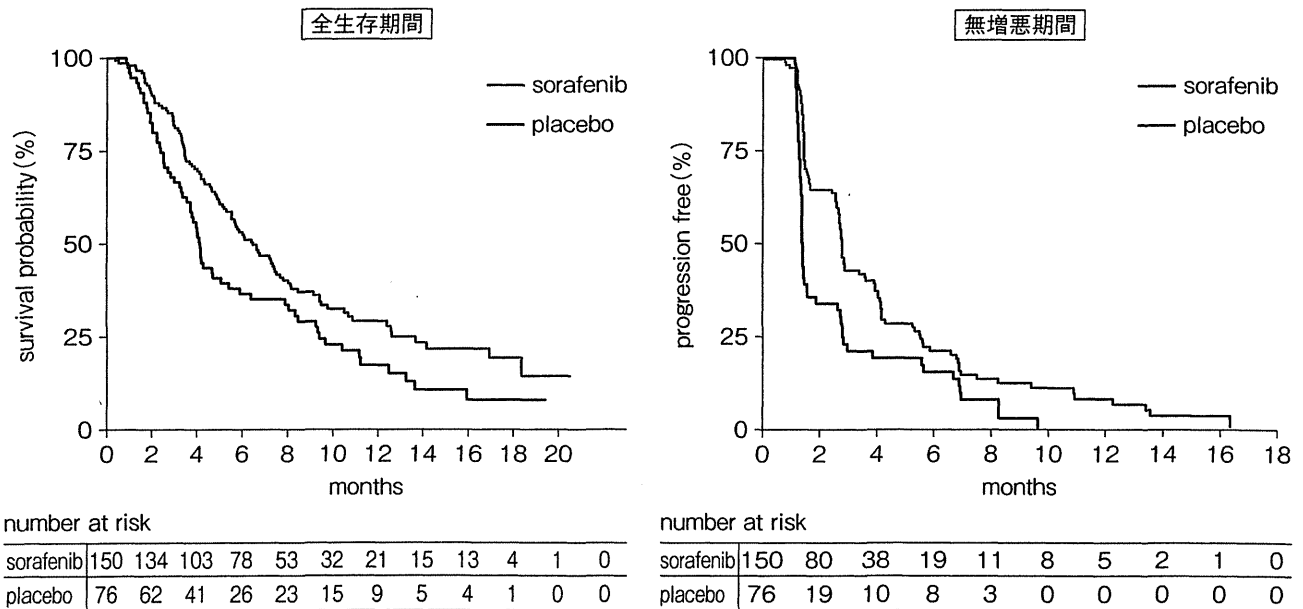 全生存期間
100
75
50
25
0
survival probability(%)
sorafenib
placebo
0 2 4 6 8 10 12 14 16 18 20
months
number at risk
sorafenib 150 134 103 78 53 32 21 15 13 4 1 0
placebo 76 62 41 26 23 15 9 5 4 1 0 0
無増悪期間
100
75
50
25
0
progression free(%)
sorafenib
placebo
0 2 4 6 8 10 12 14 16 18
months
number at risk
sorafenib 150 80 38 19 11 8 5 2 1 0
placebo 76 19 10 8 3 0 0 0 0 0